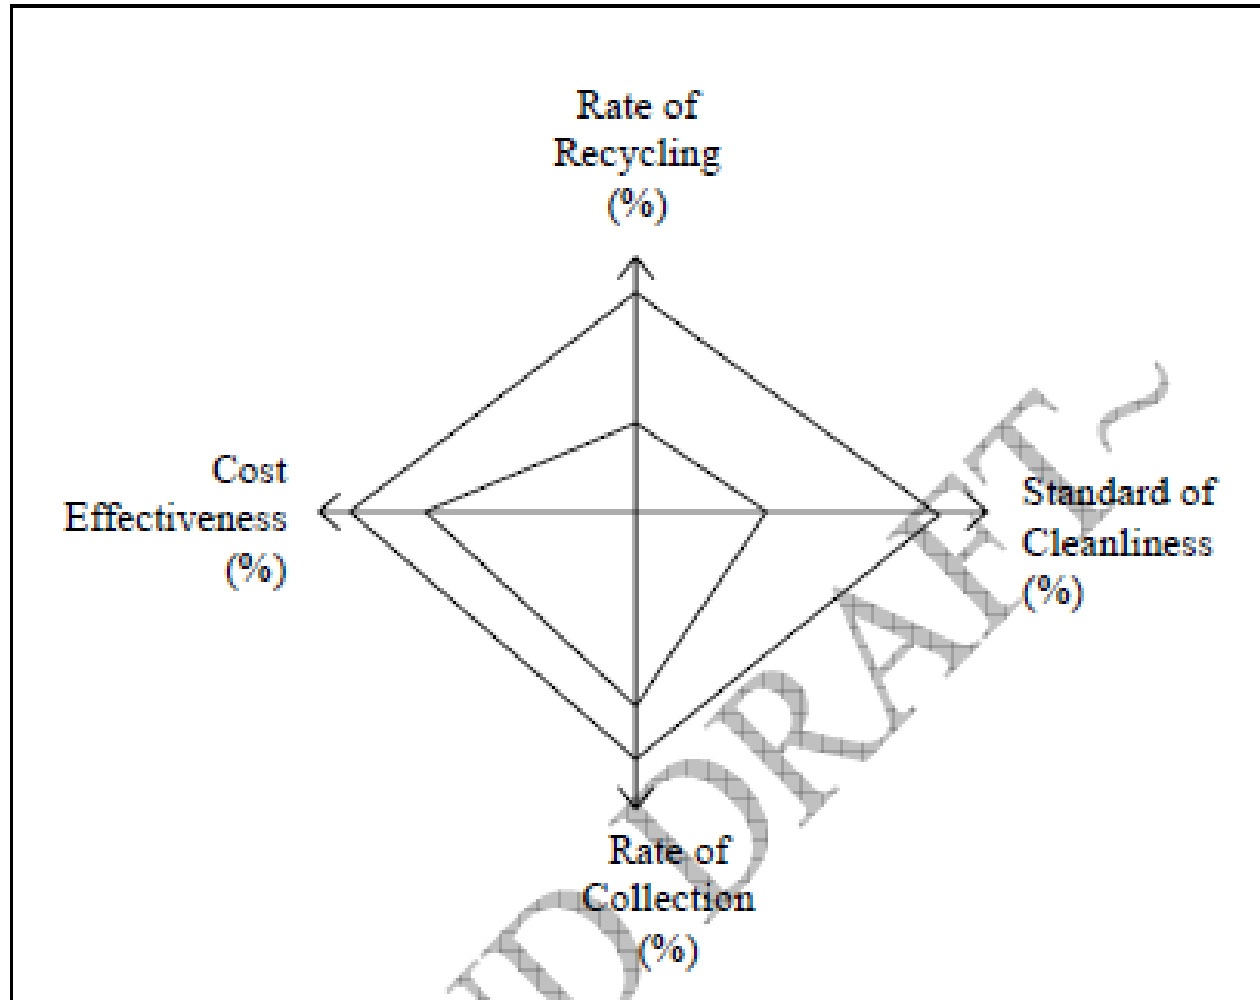 Rate of
Recycling
(%)
Cost
Effectiveness
(%)
Standard of
Cleanliness
(%)
Rate of
Collection
(%)
DRAFT ~